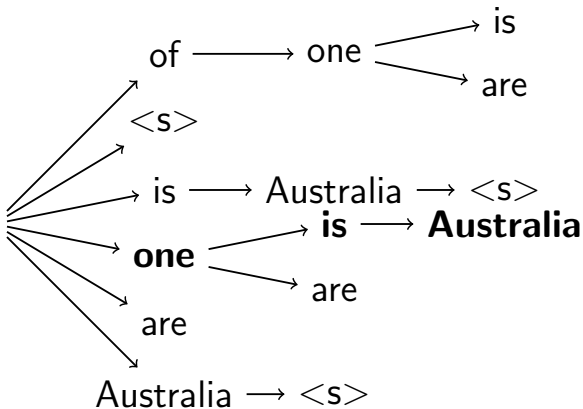 is
of one
are
<s>
is Australia <s>
is Australia
one
are
are
Australia <s>